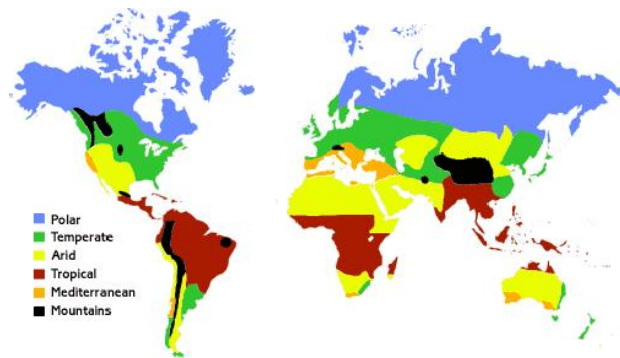 Polar
Temperate
Arid
Tropical
Mediterranean
Mountains